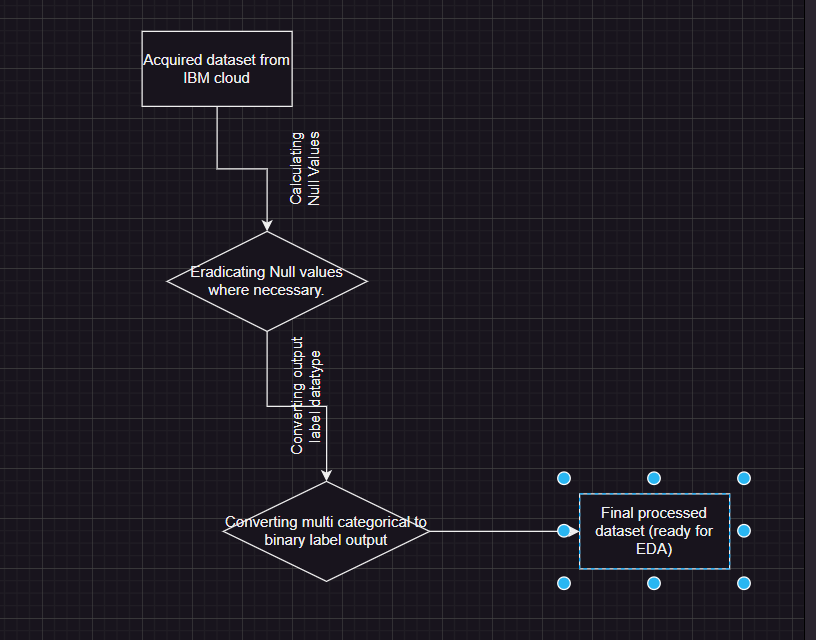 Acquired dataset from
IBM cloud
Calculating
Null Values
Eradicating Null values
where necessary.
Converting output
label datatype
Converting multi categorical to
binary label output
Final processed
dataset (ready for
EDA)